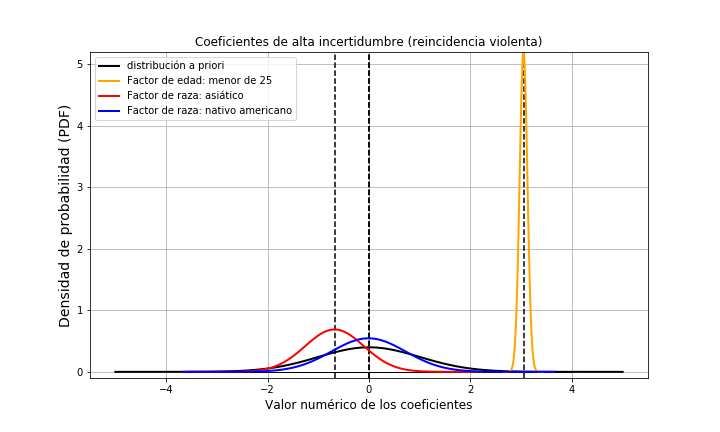 Coeficientes de alta incertidumbre (reincidencia violenta)
distribución a priori
Factor de edad: menor de 25
Factor de raza: asiático
Factor de raza: nativo americano
Densidad de probabilidad (PDF)
5
4
3
2
1
0
−4 −2 0 2 4
Valor numérico de los coeficientes